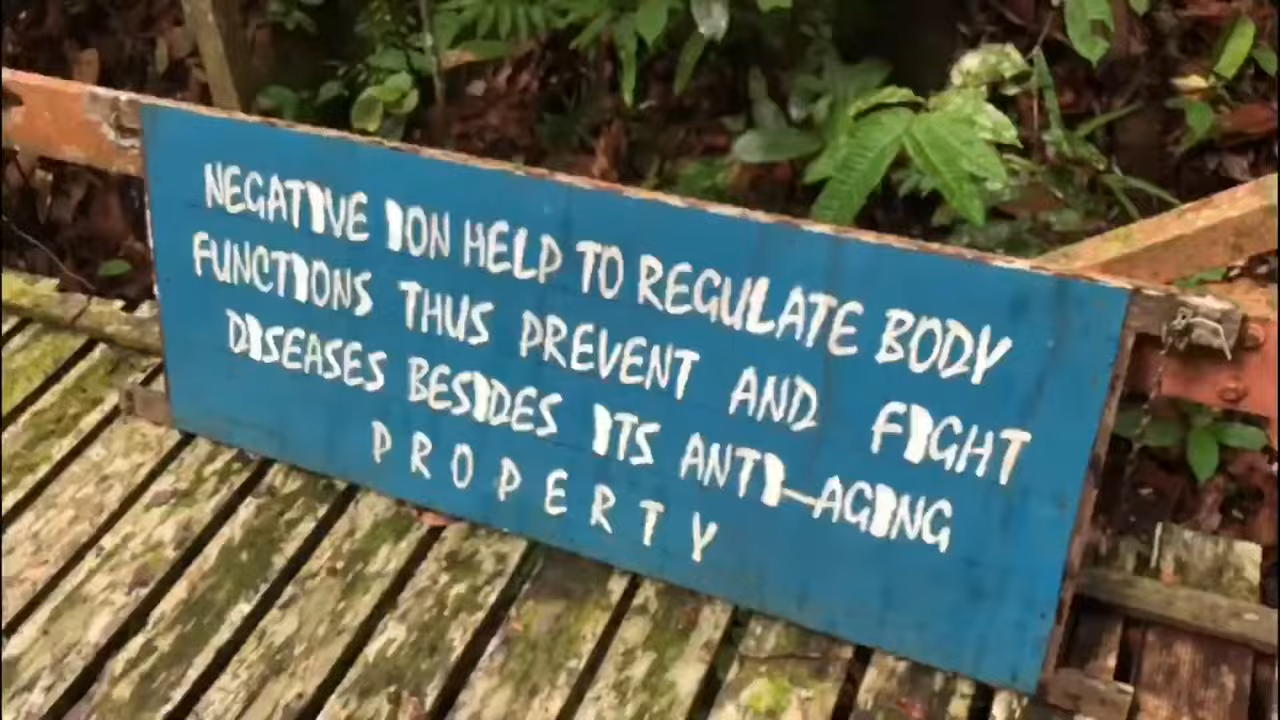 NEGATIVE ION HELP TO REGULATE BODY
FUNCTIONS THUS PREVENT AND FIGHT
DISEASES BESIDES ITS ANTI-AGING
PROPERTY